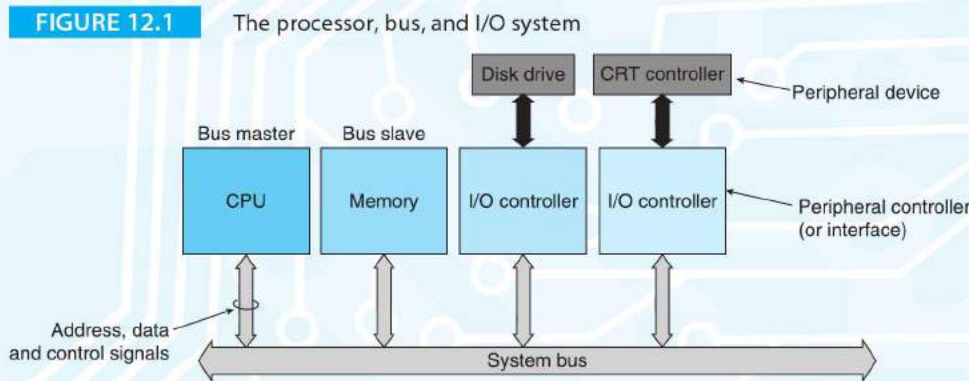 FIGURE 12.1 The processor, bus, and I/O system
Disk drive
CRT controller
Peripheral device
Bus master
Bus slave
CPU
Memory
I/O controller
I/O controller
Peripheral controller
(or interface)
Address, data
and control signals
System bus